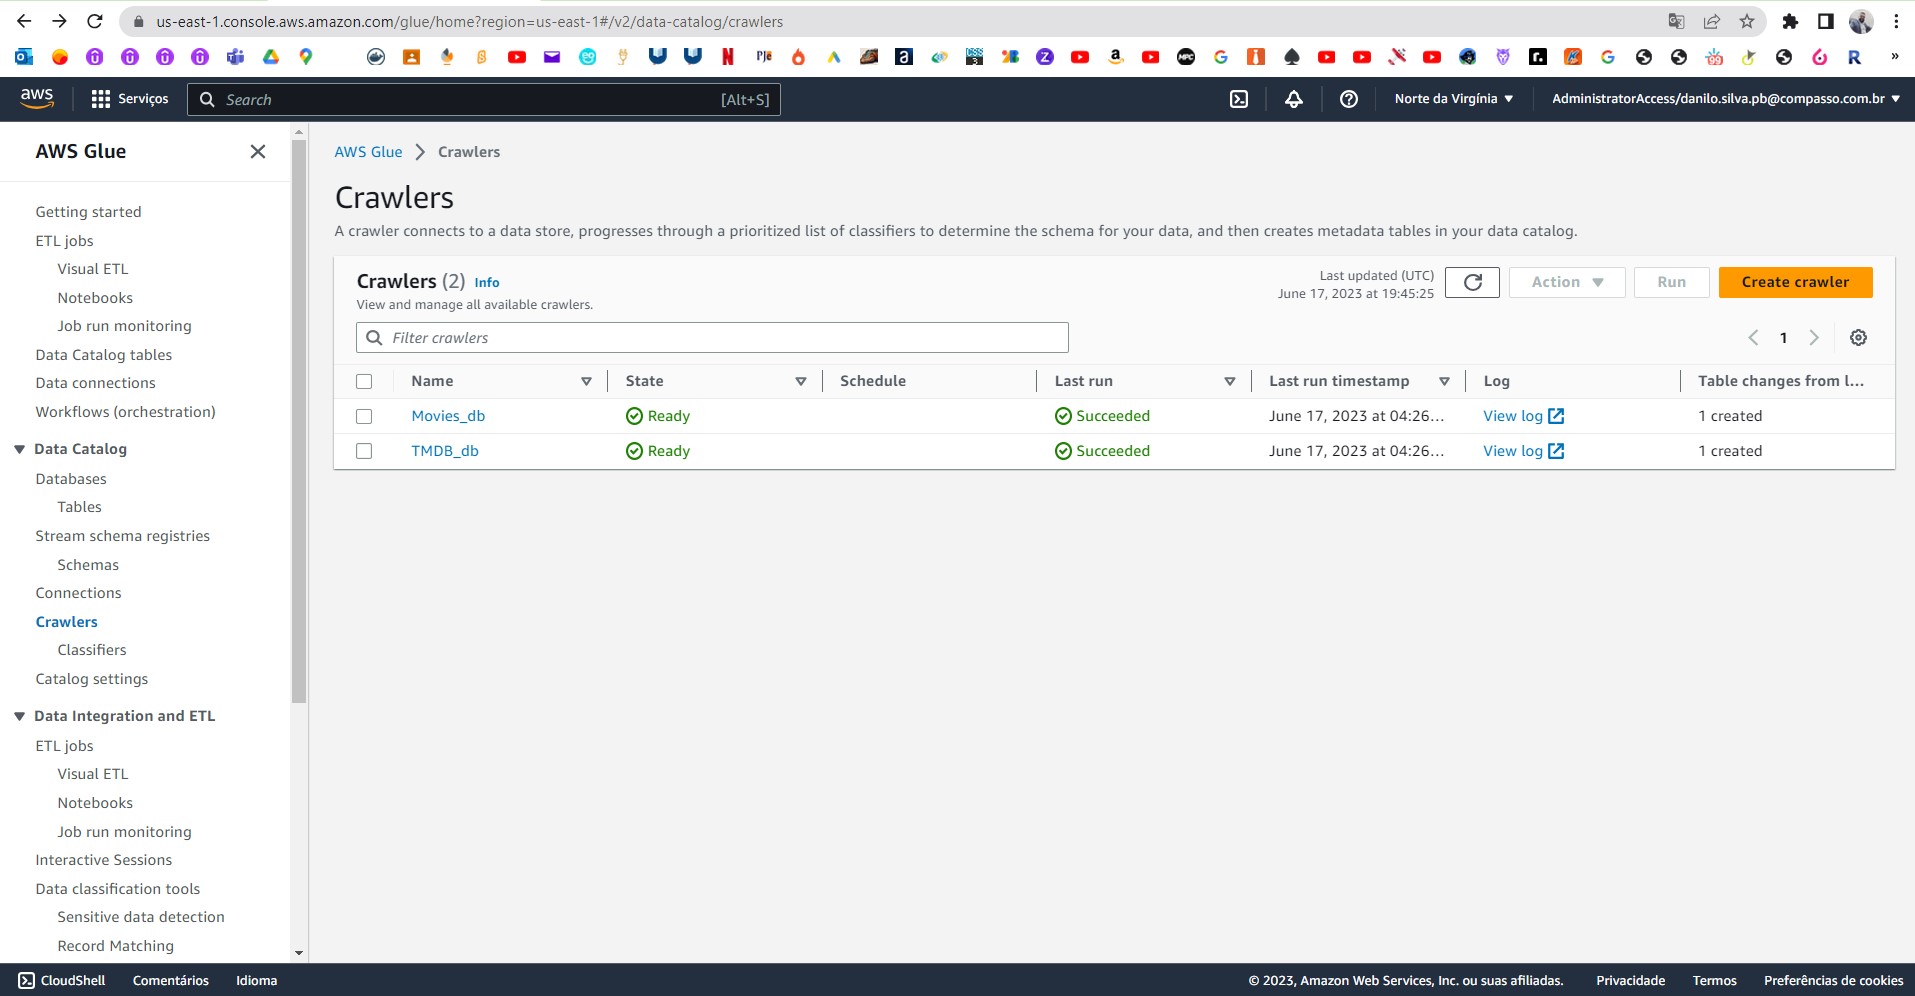 us-east-1.console.aws.amazon.com/glue/home?region=us-east-1#/v2/data-catalog/crawlers
aws
Serviços
Search
[Alt+S]
Norte da Virgínia
AdministratorAccess/danilo.silva.pb@compasso.com.br
AWS Glue
Getting started
ETL jobs
Visual ETL
Notebooks
Job run monitoring
Data Catalog tables
Data connections
Workflows (orchestration)
Data Catalog
Databases
Tables
Stream schema registries
Schemas
Connections
Crawlers
Classifiers
Catalog settings
Data Integration and ETL
ETL jobs
Visual ETL
Notebooks
Job run monitoring
Interactive Sessions
Data classification tools
Sensitive data detection
Record Matching
AWS Glue > Crawlers
Crawlers
A crawler connects to a data store, progresses through a prioritized list of classifiers to determine the schema for your data, and then creates metadata tables in your data catalog.
Crawlers (2) Info
View and manage all available crawlers.
Last updated (UTC)
June 17, 2023 at 19:45:25
Action
Run
Create crawler
Filter crawlers
1
Name State Schedule Last run Last run timestamp Log Table changes from l...
Movies_db Ready Succeeded June 17, 2023 at 04:26... View log 1 created
TMDB_db Ready Succeeded June 17, 2023 at 04:26... View log 1 created
CloudShell Comentários Idioma
© 2023, Amazon Web Services, Inc. ou suas afiliadas. Privacidade Termos Preferências de cookies